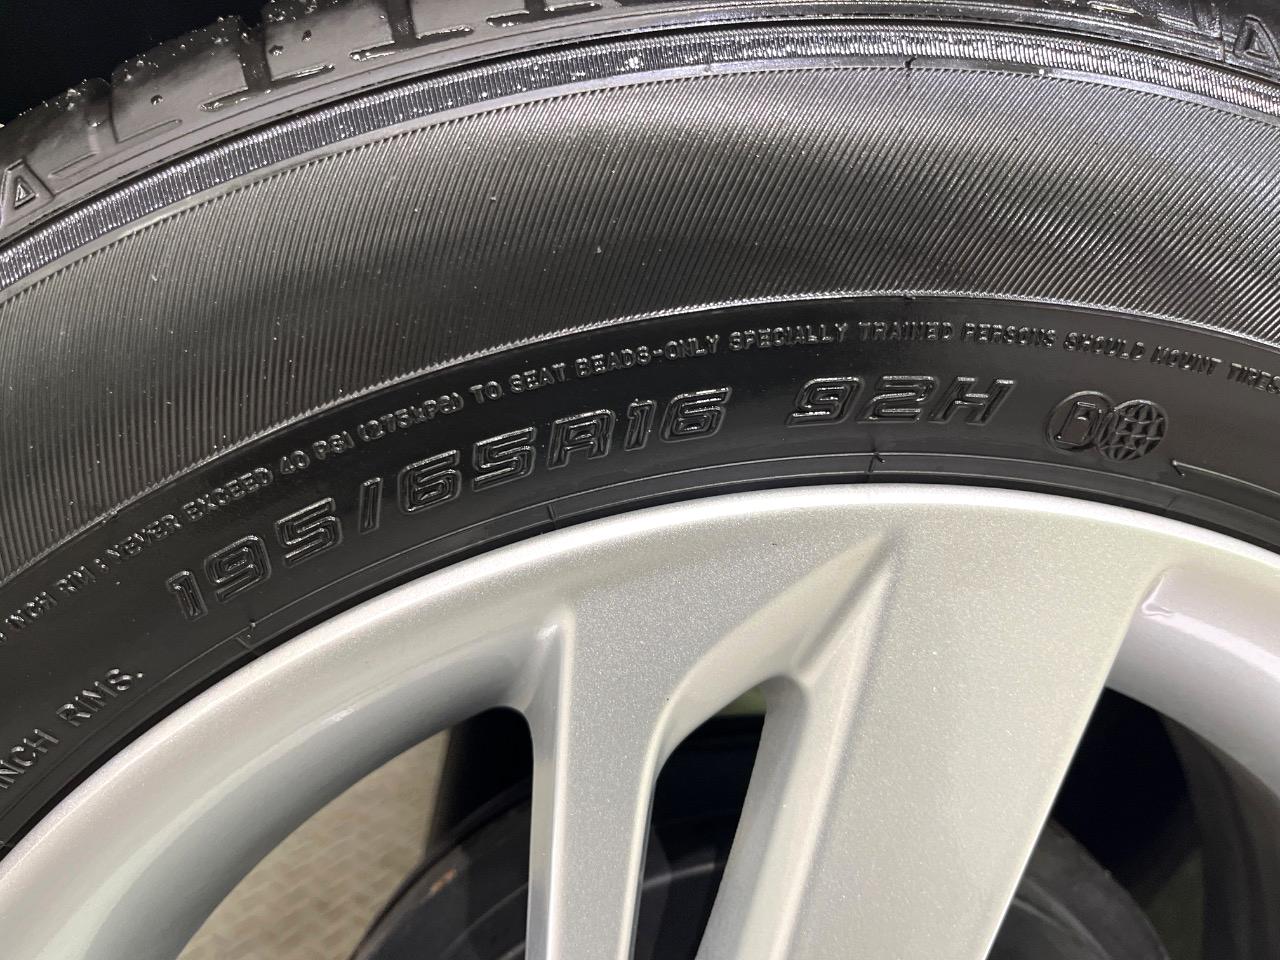 INCH RIM ; NEVER EXCEED 40 PSI (275kPa) TO SEAT BEADS-ONLY SPECIALLY TRAINED PERSONS SHOULD MOUNT TIRES
195/65R16 92H
INCH RIMS.